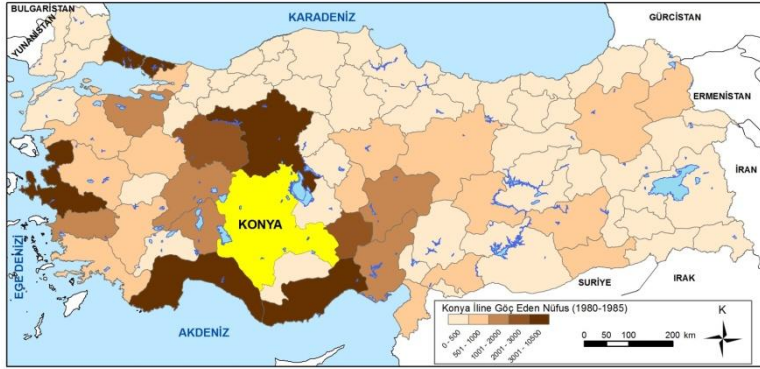 BULGARİSTAN
YUNANİSTAN
KARADENİZ
GÜRCİSTAN
ERMENİSTAN
İRAN
KONYA
EGE DENİZİ
AKDENİZ
SURİYE
IRAK
Konya İline Göç Eden Nüfus (1980-1985)
0 - 500
501 - 1000
1001 - 2000
2001 - 3000
3001 - 10500
0 50 100 200 km
K